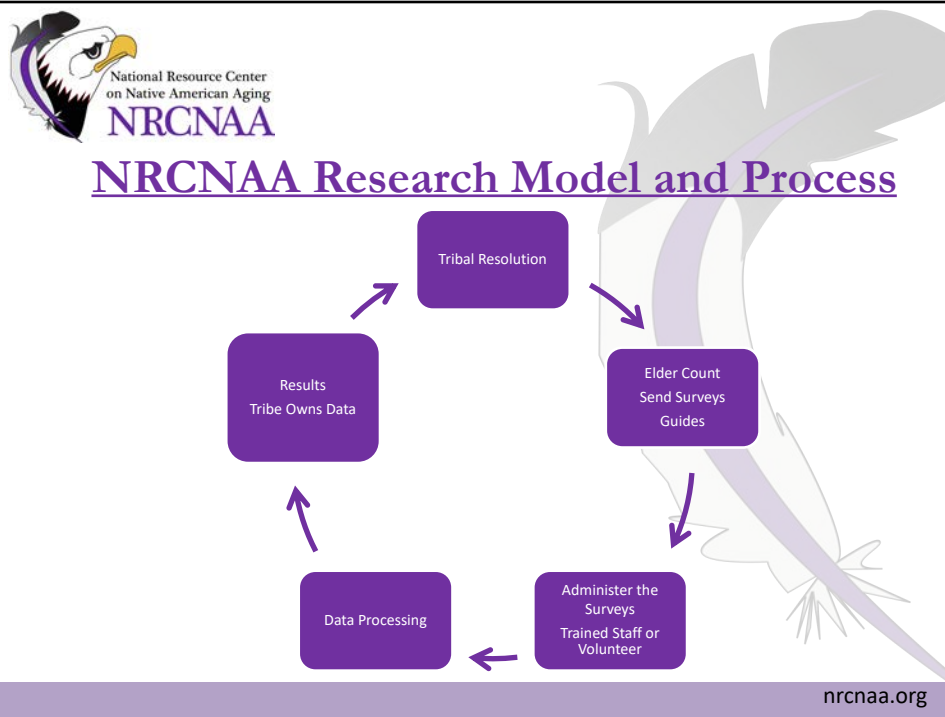 National Resource Center
on Native American Aging
NRCNAA
NRCNAA Research Model and Process
Tribal Resolution
Elder Count
Send Surveys
Guides
Administer the
Surveys
Trained Staff or
Volunteer
Data Processing
Results
Tribe Owns Data
nrcnaa.org